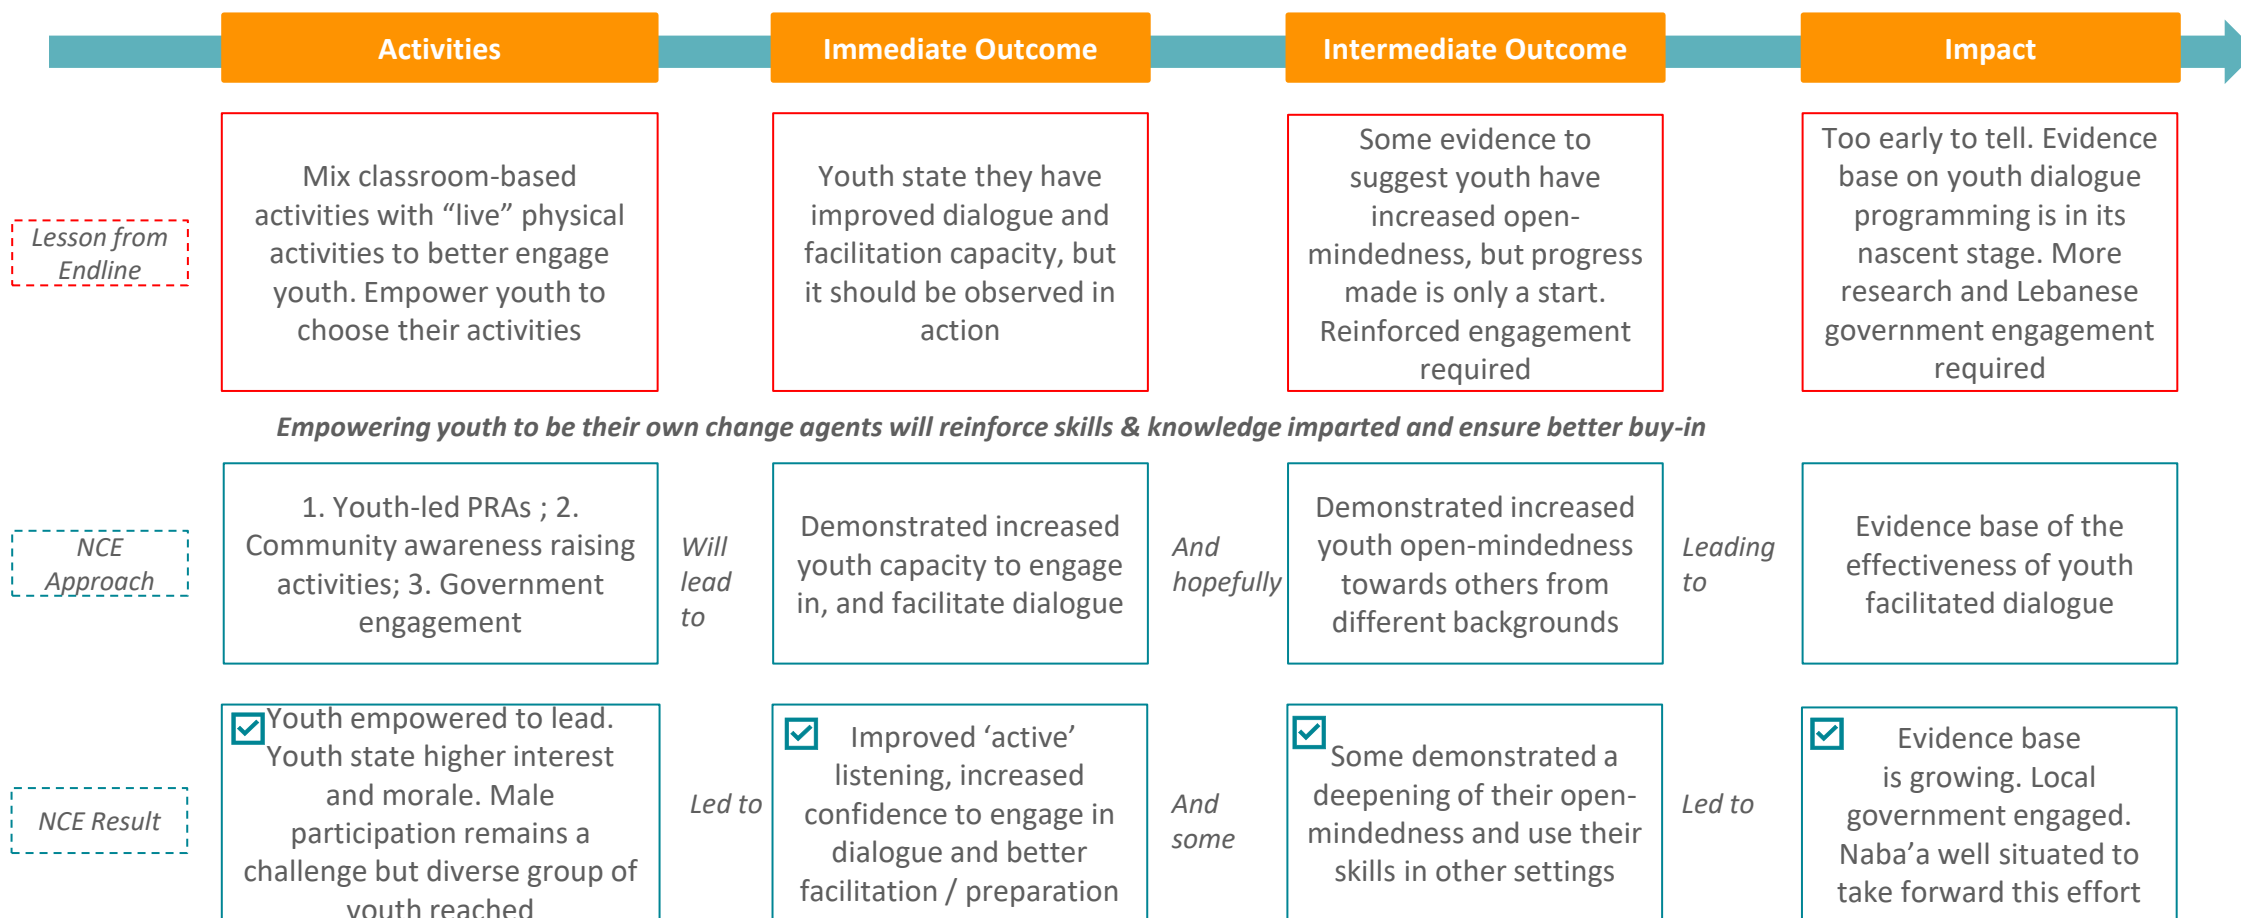 Activities
Immediate Outcome
Intermediate Outcome
Impact
Lesson from
Endline
Mix classroom-based
activities with “live” physical
activities to better engage
youth. Empower youth to
choose their activities
Youth state they have
improved dialogue and
facilitation capacity, but
it should be observed in
action
Some evidence to
suggest youth have
increased open-
mindedness, but progress
made is only a start.
Reinforced engagement
required
Too early to tell. Evidence
base on youth dialogue
programming is in its
nascent stage. More
research and Lebanese
government engagement
required
Empowering youth to be their own change agents will reinforce skills & knowledge imparted and ensure better buy-in
NCE
Approach
1. Youth-led PRAs ; 2.
Community awareness raising
activities; 3. Government
engagement
Will
lead
to
Demonstrated increased
youth capacity to engage
in, and facilitate dialogue
And
hopefully
Demonstrated increased
youth open-mindedness
towards others from
different backgrounds
Leading
to
Evidence base of the
effectiveness of youth
facilitated dialogue
NCE Result
Youth empowered to lead.
Youth state higher interest
and morale. Male
participation remains a
challenge but diverse group of
youth reached
Led to
Improved ‘active’
listening, increased
confidence to engage in
dialogue and better
facilitation / preparation
And
some
Some demonstrated a
deepening of their open-
mindedness and use their
skills in other settings
Led to
Evidence base
is growing. Local
government engaged.
Naba’a well situated to
take forward this effort